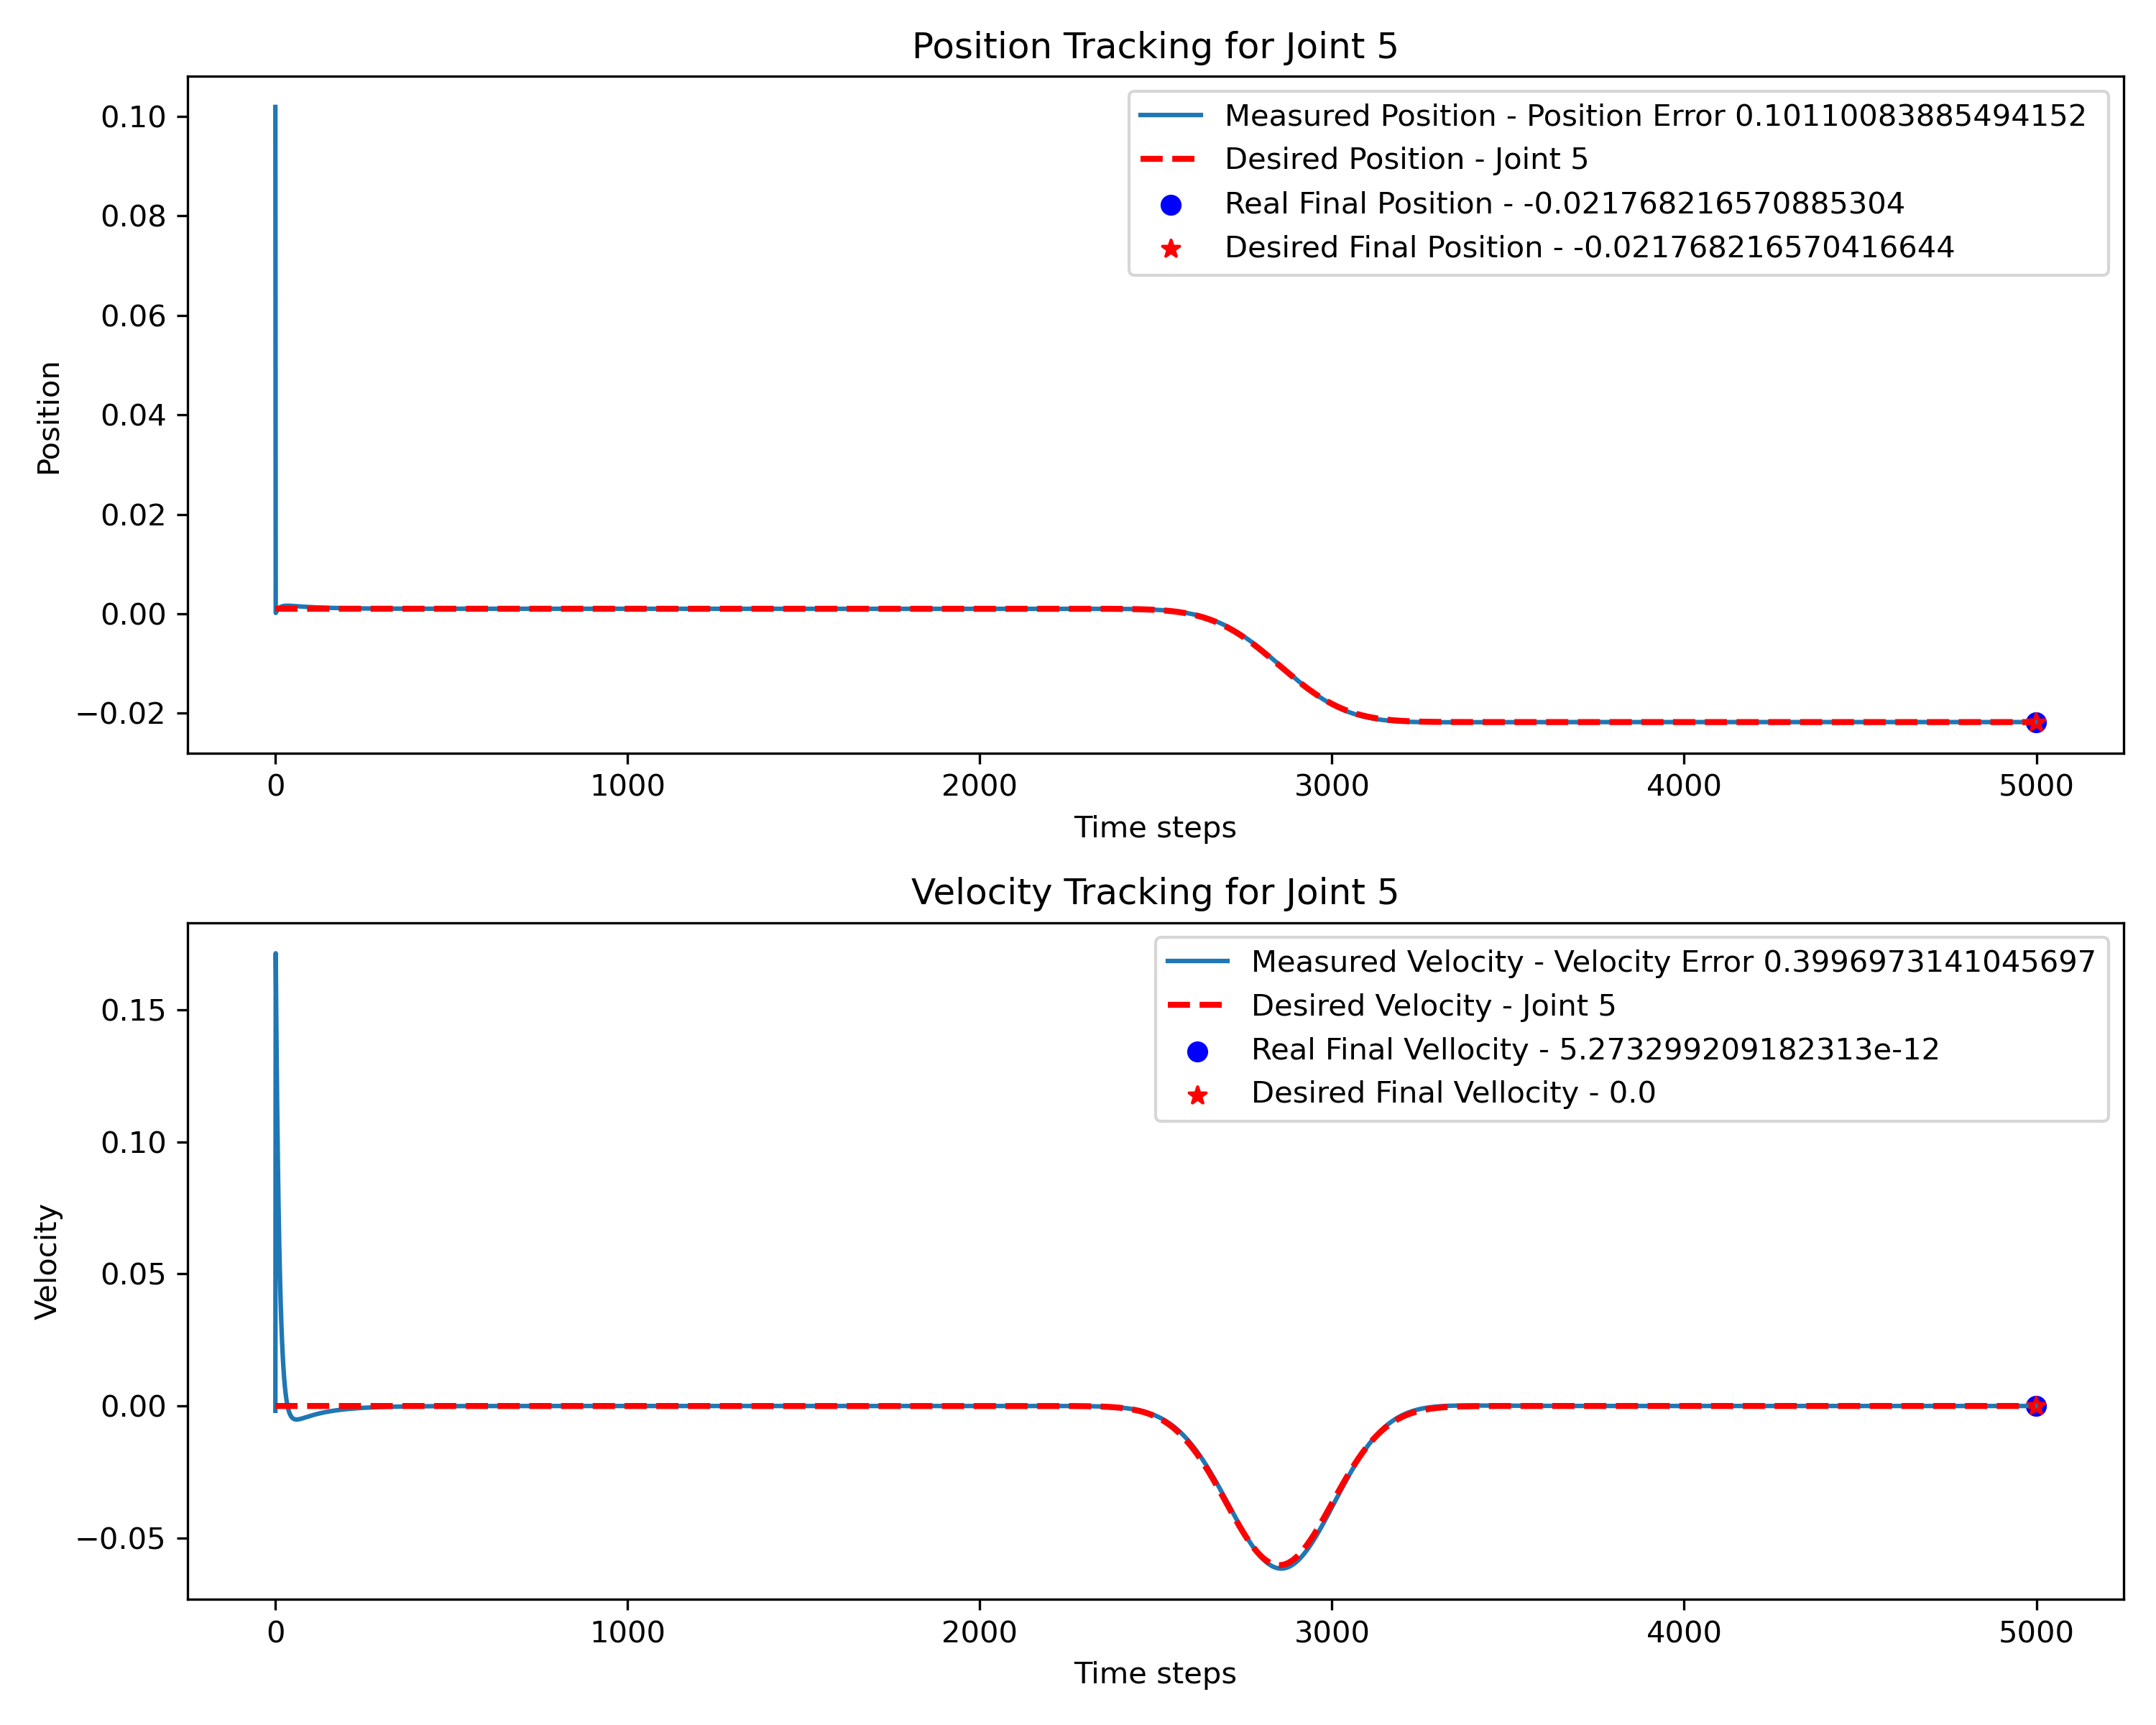 Position Tracking for Joint 5
Measured Position - Position Error 0.10110083885494152
Desired Position - Joint 5
Real Final Position - -0.021768216570885304
Desired Final Position - -0.021768216570416644
Position
0.10
0.08
0.06
0.04
0.02
0.00
−0.02
0 1000 2000 3000 4000 5000
Time steps
Velocity Tracking for Joint 5
Measured Velocity - Velocity Error 0.3996973141045697
Desired Velocity - Joint 5
Real Final Vellocity - 5.273299209182313e-12
Desired Final Vellocity - 0.0
Velocity
0.15
0.10
0.05
0.00
−0.05
0 1000 2000 3000 4000 5000
Time steps